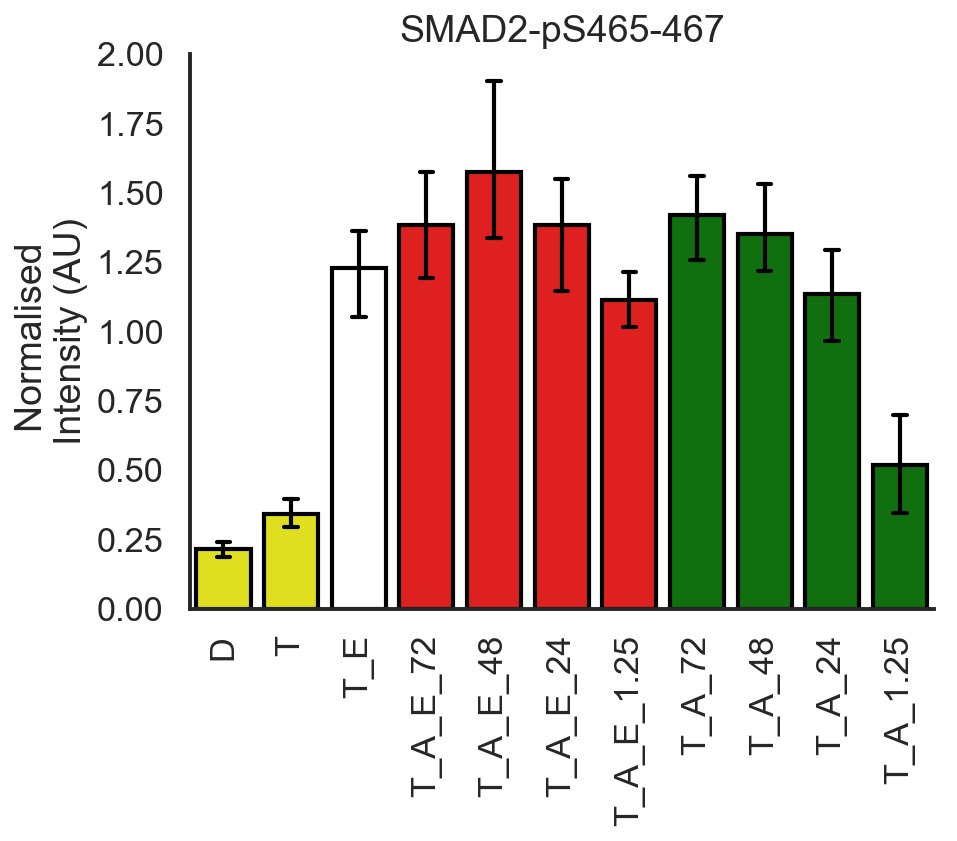 SMAD2-pS465-467
2.00
1.75
1.50
1.25
1.00
0.75
0.50
0.25
0.00
Normalised
Intensity (AU)
D
T
T_E
T_A_E_72
T_A_E_48
T_A_E_24
T_A_E_1.25
T_A_72
T_A_48
T_A_24
T_A_1.25